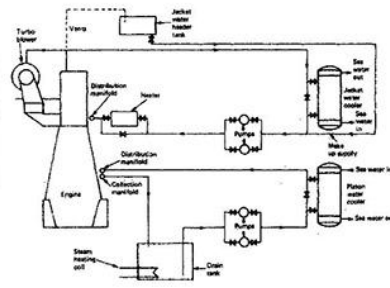 Turbo
blower
Vents
Jacket
water
header
tank
Distribution
manifold
Heater
Sea
water
out
Jacket
water
cooler
Sea
water
in
Make
up supply
Pumps
Distribution
manifold
Collection
manifold
Engine
Sea water in
Piston
water
cooler
Sea water out
Pumps
Steam
heating
coil
Drain
tank